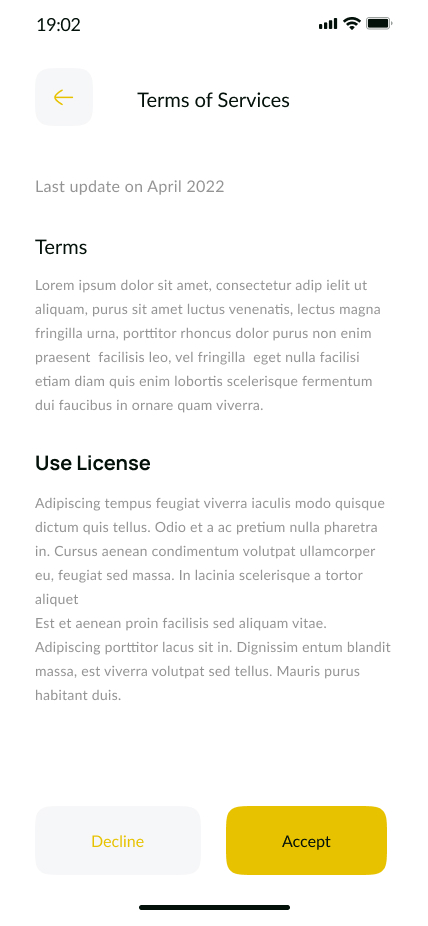 19:02
Terms of Services
Last update on April 2022
Terms
Lorem ipsum dolor sit amet, consectetur adip ielit ut
aliquam, purus sit amet luctus venenatis, lectus magna
fringilla urna, porttitor rhoncus dolor purus non enim
praesent  facilisis leo, vel fringilla  eget nulla facilisi
etiam diam quis enim lobortis scelerisque fermentum
dui faucibus in ornare quam viverra.
Use License
Adipiscing tempus feugiat viverra iaculis modo quisque
dictum quis tellus. Odio et a ac pretium nulla pharetra
in. Cursus aenean condimentum volutpat ullamcorper
eu, feugiat sed massa. In lacinia scelerisque a tortor
aliquet
Est et aenean proin facilisis sed aliquam vitae.
Adipiscing porttitor lacus sit in. Dignissim entum blandit
massa, est viverra volutpat sed tellus. Mauris purus
habitant duis.
Decline
Accept